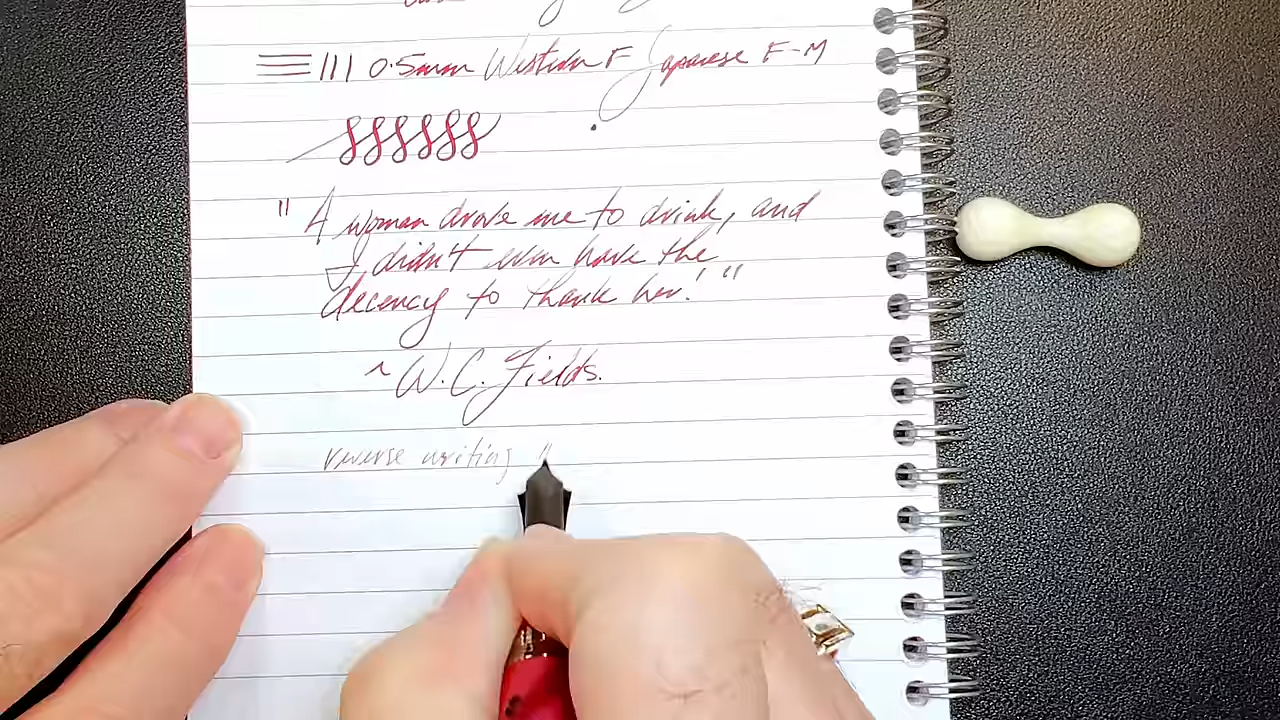 0.5mm Western F Japanese F-M
"A woman drove me to drink, and
I didn't even have the
decency to thank her!"
~ W.C. Fields.
reverse writing "